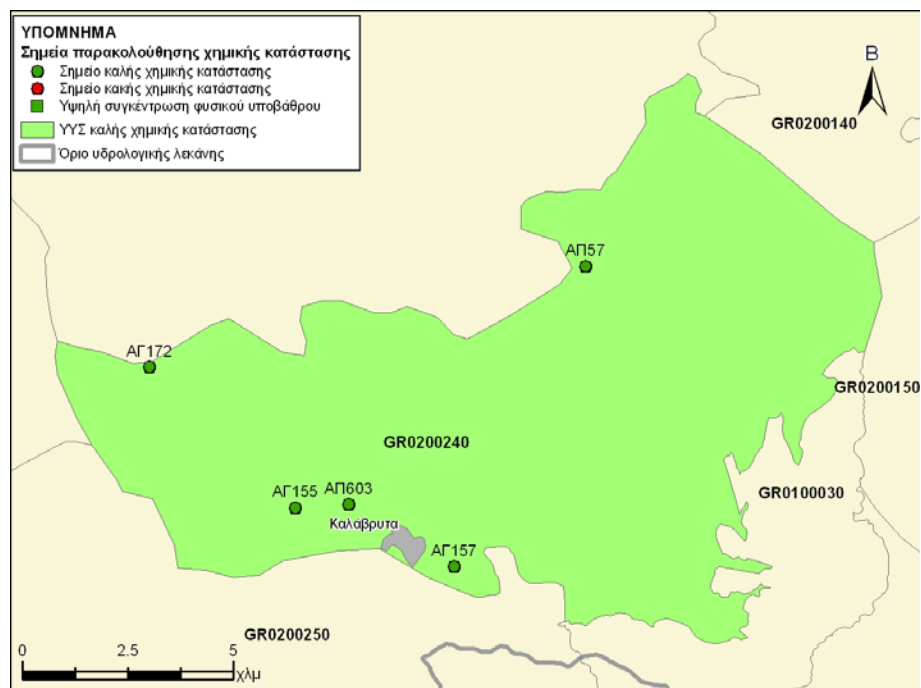 ΥΠΟΜΝΗΜΑ
Σημεία παρακολούθησης χημικής κατάστασης
Σημείο καλής χημικής κατάστασης
Σημείο κακής χημικής κατάστασης
Υψηλή συγκέντρωση φυσικού υποβάθρου
ΥΥΣ καλής χημικής κατάστασης
Όριο υδρολογικής λεκάνης
Β
GR0200140
ΑΠ57
ΑΓ172
GR0200150
GR0200240
ΑΓ155 ΑΠ603
GR0100030
Καλάβρυτα
ΑΓ157
GR0200250
0 2.5 5
χλμ